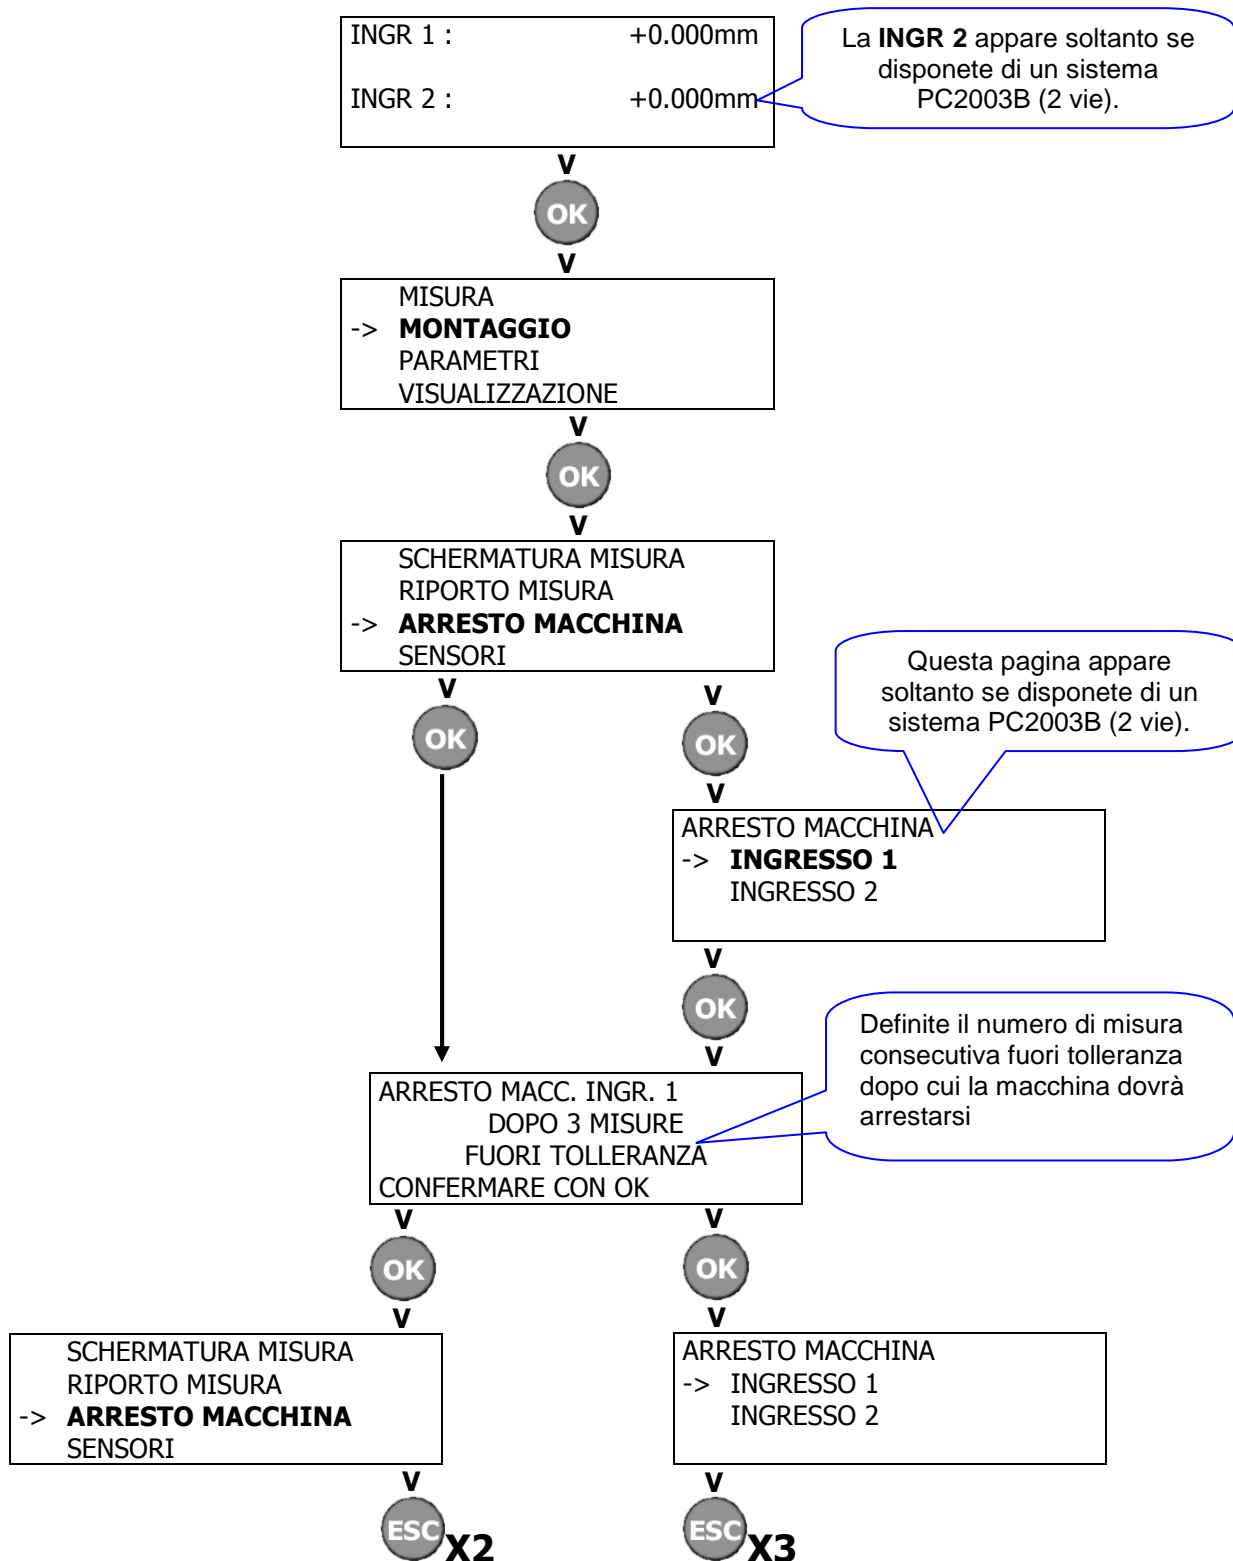 INGR 1 : +0.000mm
INGR 2 : +0.000mm
La INGR 2 appare soltanto se
disponete di un sistema
PC2003B (2 vie).
v
OK
v
MISURA
-> MONTAGGIO
PARAMETRI
VISUALIZZAZIONE
v
OK
v
SCHERMATURA MISURA
RIPORTO MISURA
-> ARRESTO MACCHINA
SENSORI
Questa pagina appare
soltanto se disponete di un
sistema PC2003B (2 vie).
v
OK
v
OK
v
ARRESTO MACCHINA
-> INGRESSO 1
INGRESSO 2
v
OK
v
Definite il numero di misura
consecutiva fuori tolleranza
dopo cui la macchina dovrà
arrestarsi
ARRESTO MACC. INGR. 1
DOPO 3 MISURE
FUORI TOLLERANZA
CONFERMARE CON OK
v
OK
v
v
OK
v
SCHERMATURA MISURA
RIPORTO MISURA
-> ARRESTO MACCHINA
SENSORI
ARRESTO MACCHINA
-> INGRESSO 1
INGRESSO 2
v
ESC X2
v
ESC X3